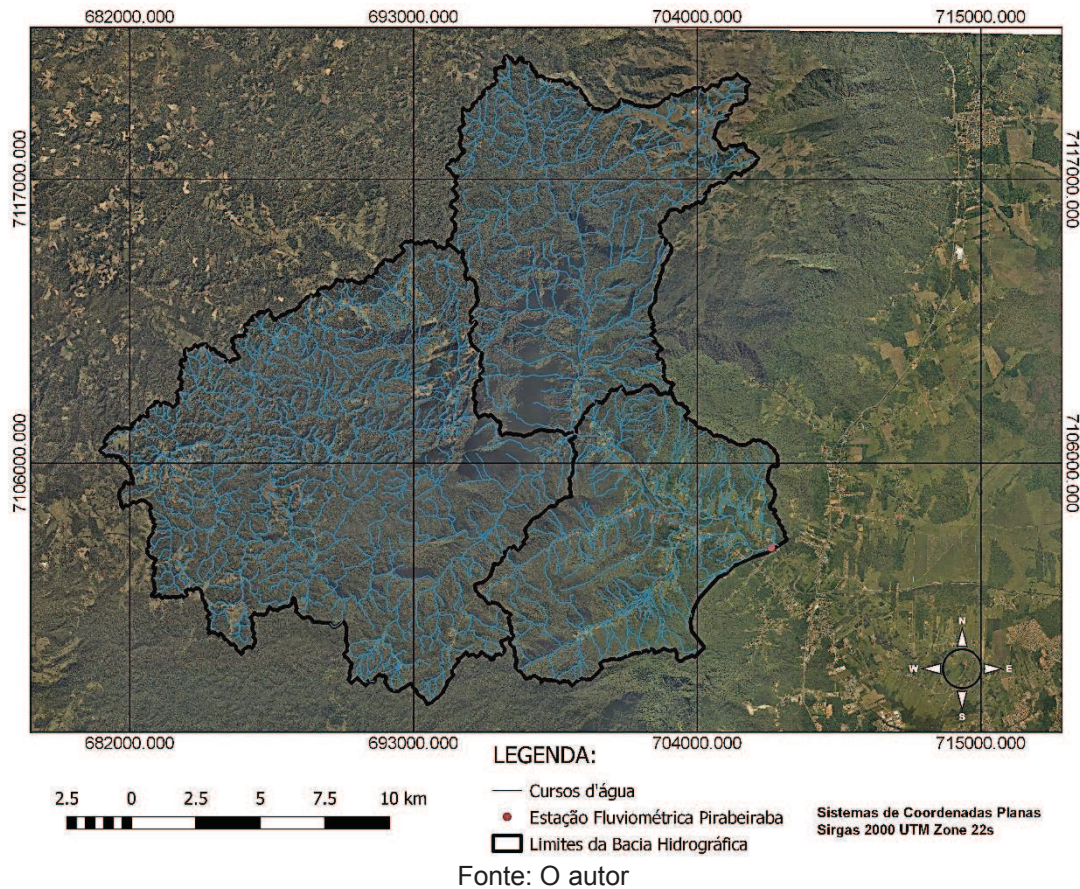 682000.000 693000.000 704000.000 715000.000
7117000.000 7117000.000
7106000.000 7106000.000
N
W E
S
682000.000 693000.000 704000.000 715000.000
LEGENDA:
2.5 0 2.5 5 7.5 10 km
Cursos d'água
Estação Fluviométrica Pirabeiraba
Limites da Bacia Hidrográfica
Sistemas de Coordenadas Planas
Sirgas 2000 UTM Zone 22s
Fonte: O autor